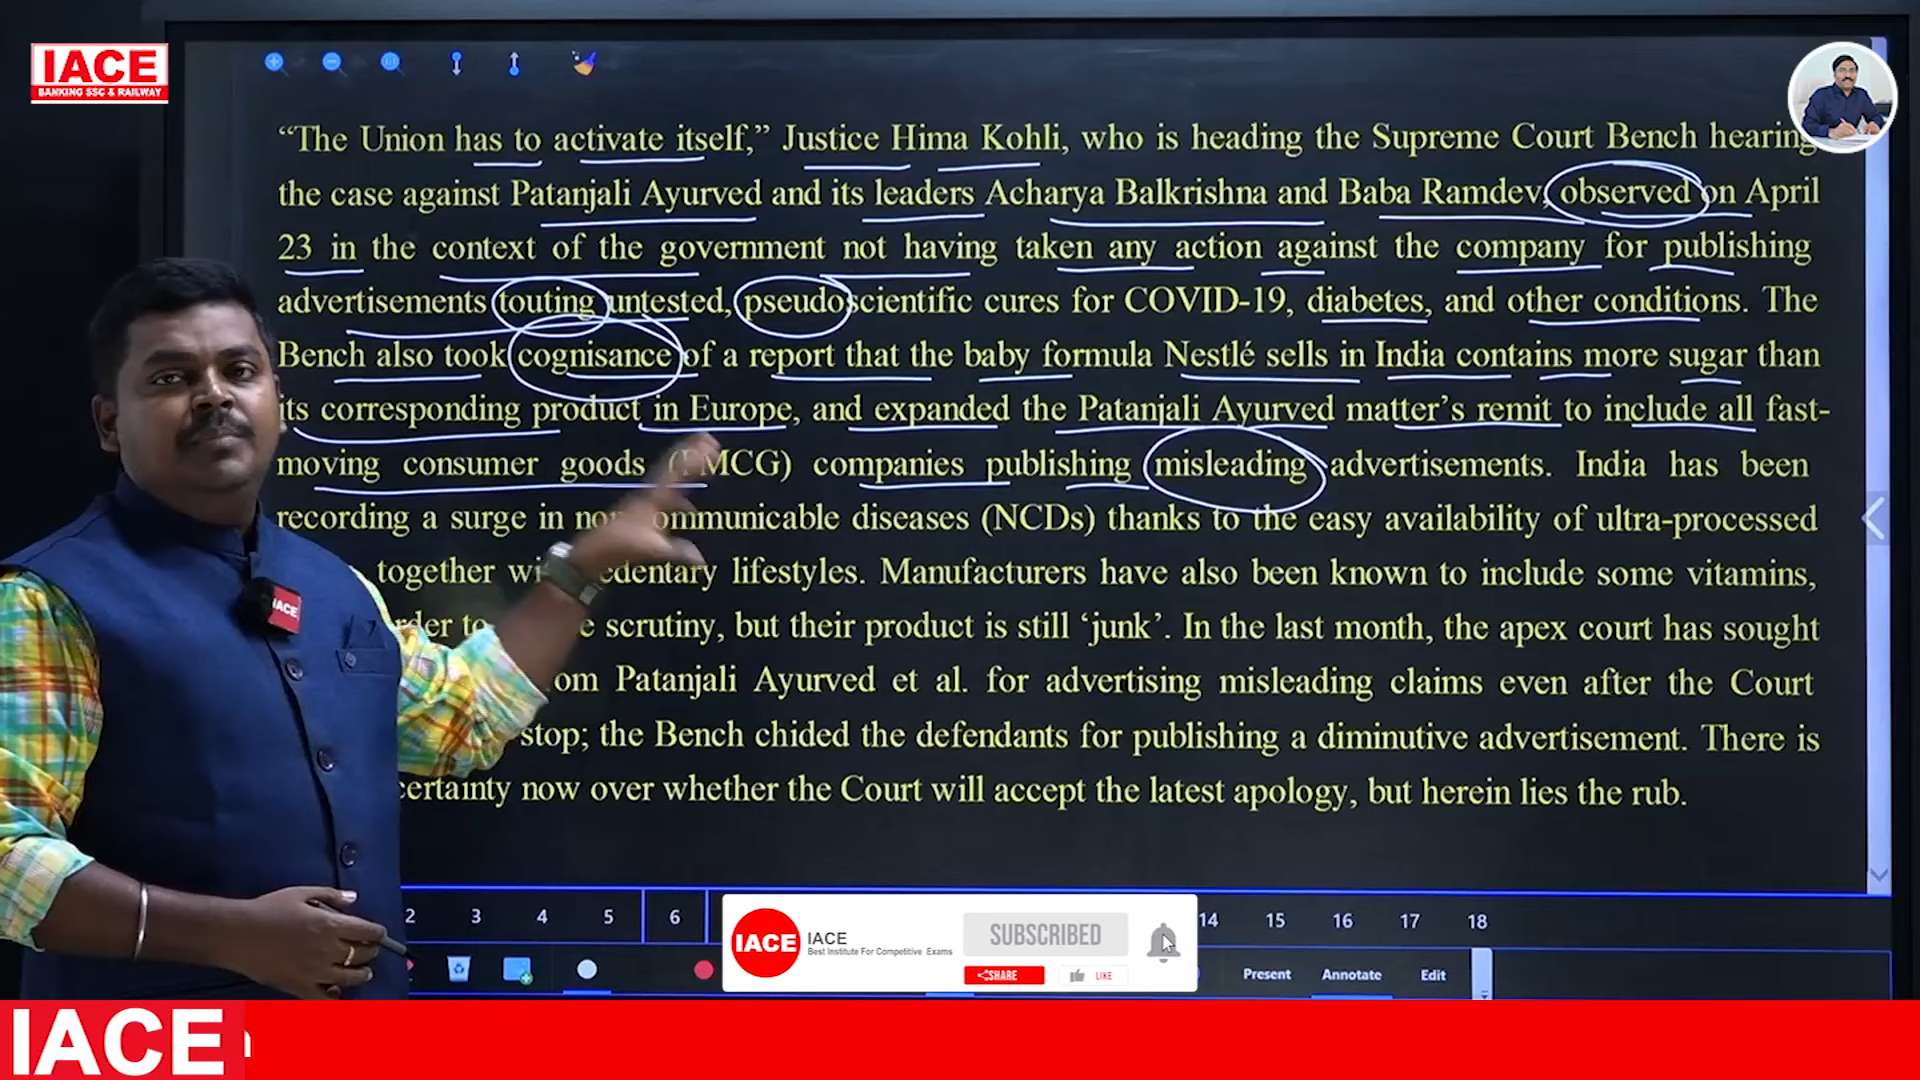 IACE
BANKING SSC & RAILWAY
“The Union has to activate itself,” Justice Hima Kohli, who is heading the Supreme Court Bench hearing
the case against Patanjali Ayurved and its leaders Acharya Balkrishna and Baba Ramdev, observed on April
23 in the context of the government not having taken any action against the company for publishing
advertisements touting untested, pseudoscientific cures for COVID-19, diabetes, and other conditions. The
Bench also took cognisance of a report that the baby formula Nestlé sells in India contains more sugar than
its corresponding product in Europe, and expanded the Patanjali Ayurved matter’s remit to include all fast-
moving consumer goods (FMCG) companies publishing misleading advertisements. India has been
recording a surge in diseases (NCDs) thanks to the easy availability of ultra-processed
together lifestyles. Manufacturers have also been known to include some vitamins,
scrutiny, but their product is still ‘junk’. In the last month, the apex court has sought
Patanjali Ayurved et al. for advertising misleading claims even after the Court
stop; the Bench chided the defendants for publishing a diminutive advertisement. There is
now over whether the Court will accept the latest apology, but herein lies the rub.
2 3 4 5 6 14 15 16 17 18
IACE
IACE
Best Institute For Competitive Exams
SUBSCRIBED
SHARE
LIKE
Present Annotate Edit
IACE
IACE